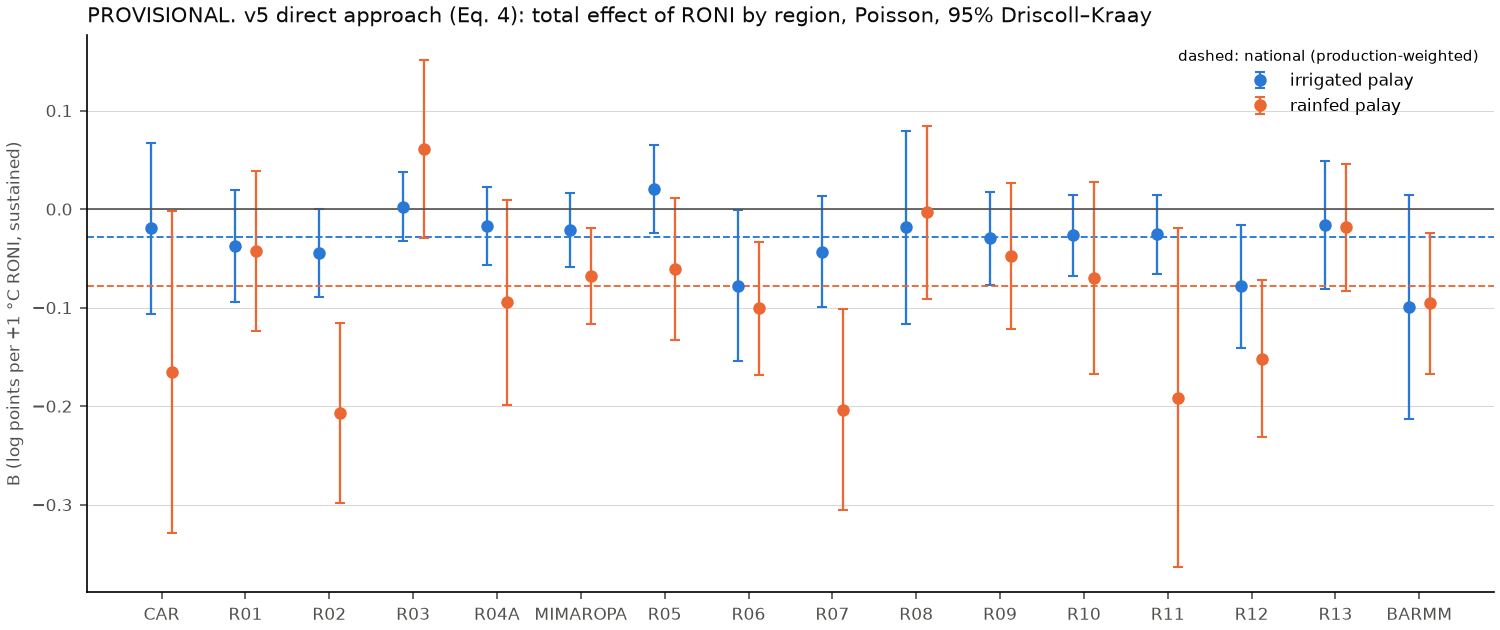 PROVISIONAL. v5 direct approach (Eq. 4): total effect of RONI by region, Poisson, 95% Driscoll–Kraay
dashed: national (production-weighted)
irrigated palay
rainfed palay
B (log points per +1 °C RONI, sustained)
0.1
0.0
−0.1
−0.2
−0.3
CAR R01 R02 R03 R04A MIMAROPA R05 R06 R07 R08 R09 R10 R11 R12 R13 BARMM